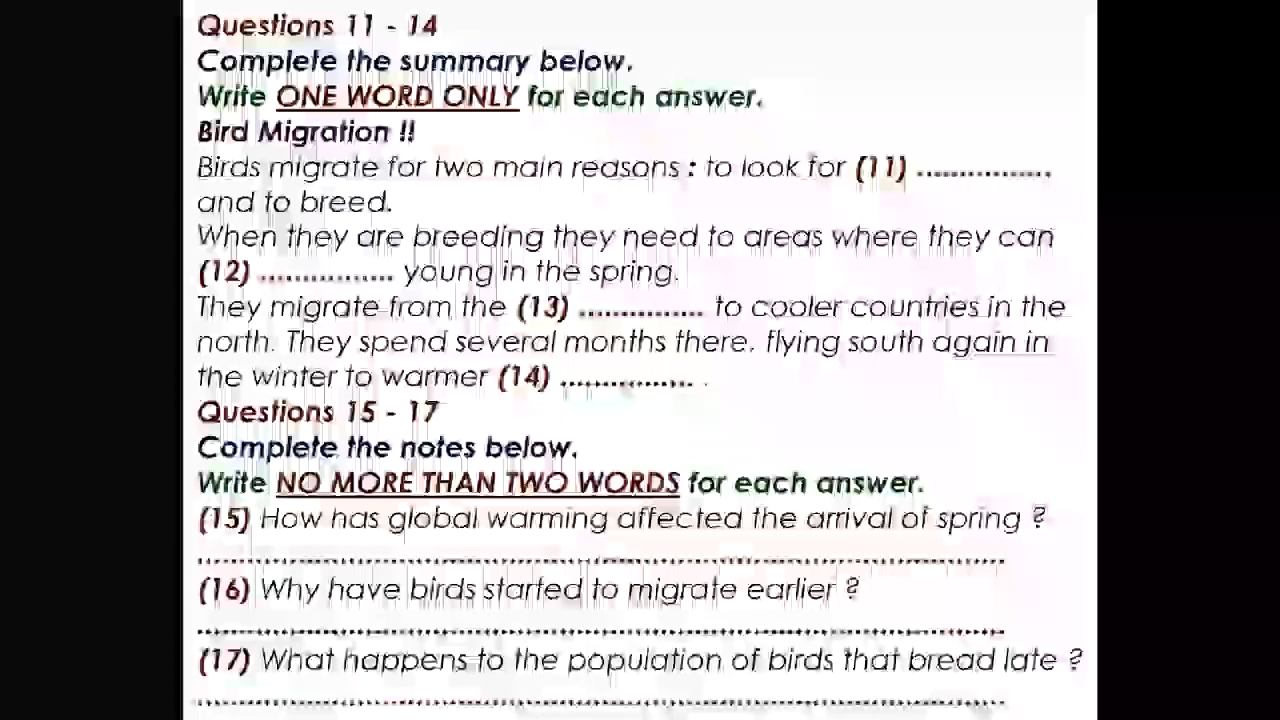 Questions 11 - 14
Complete the summary below.
Write ONE WORD ONLY for each answer.
Bird Migration !!
Birds migrate for two main reasons : to look for (11) ................
and to breed.
When they are breeding they need to areas where they can
(12) ................ young in the spring.
They migrate from the (13) ............... to cooler countries in the
north. They spend several months there. flying south again in
the winter to warmer (14) ................ .
Questions 15 - 17
Complete the notes below.
Write NO MORE THAN TWO WORDS for each answer.
(15) How has global warming affected the arrival of spring ?
................................................................................
(16) Why have birds started to migrate earlier ?
................................................................................
(17) What happens to the population of birds that bread late ?
................................................................................